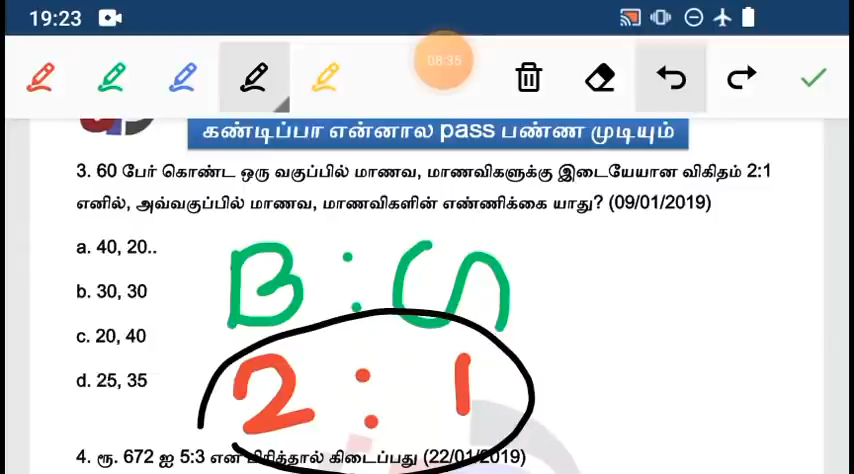 19:23
08:35
கண்டிப்பா என்னால pass பண்ண முடியும்
3. 60 பேர் கொண்ட ஒரு வகுப்பில் மாணவ, மாணவிகளுக்கு இடையேயான விகிதம் 2:1
எனில், அவ்வகுப்பில் மாணவ, மாணவிகளின் எண்ணிக்கை யாது? (09/01/2019)
a. 40, 20..
b. 30, 30
c. 20, 40
d. 25, 35
B : G
2 : 1
4. ரூ. 672 ஐ 5:3 என பிரித்தால் கிடைப்பது (22/01/2019)